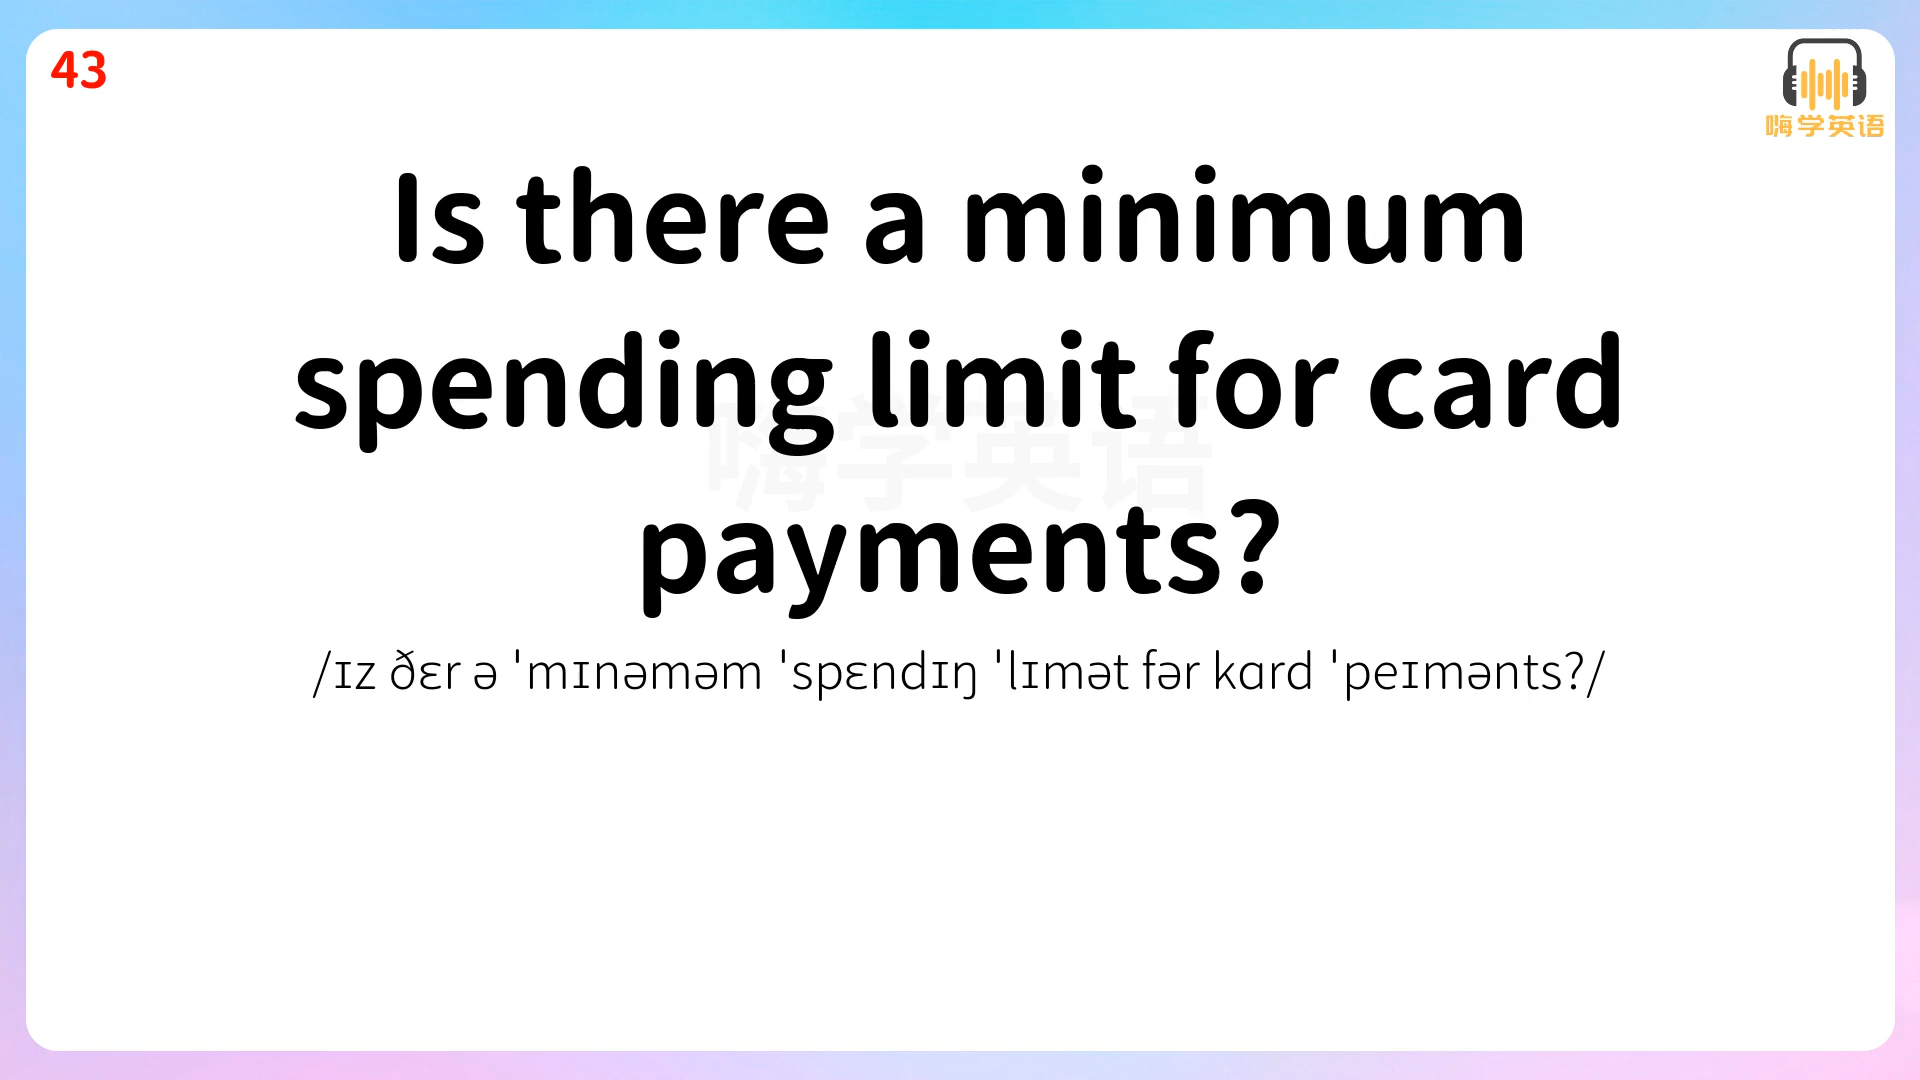 43
嗨学英语
Is there a minimum
spending limit for card
嗨学英语
payments?
/ɪz ðɛr ə ˈmɪnəməm ˈspɛndɪŋ ˈlɪmət fər kɑrd ˈpeɪmənts?/